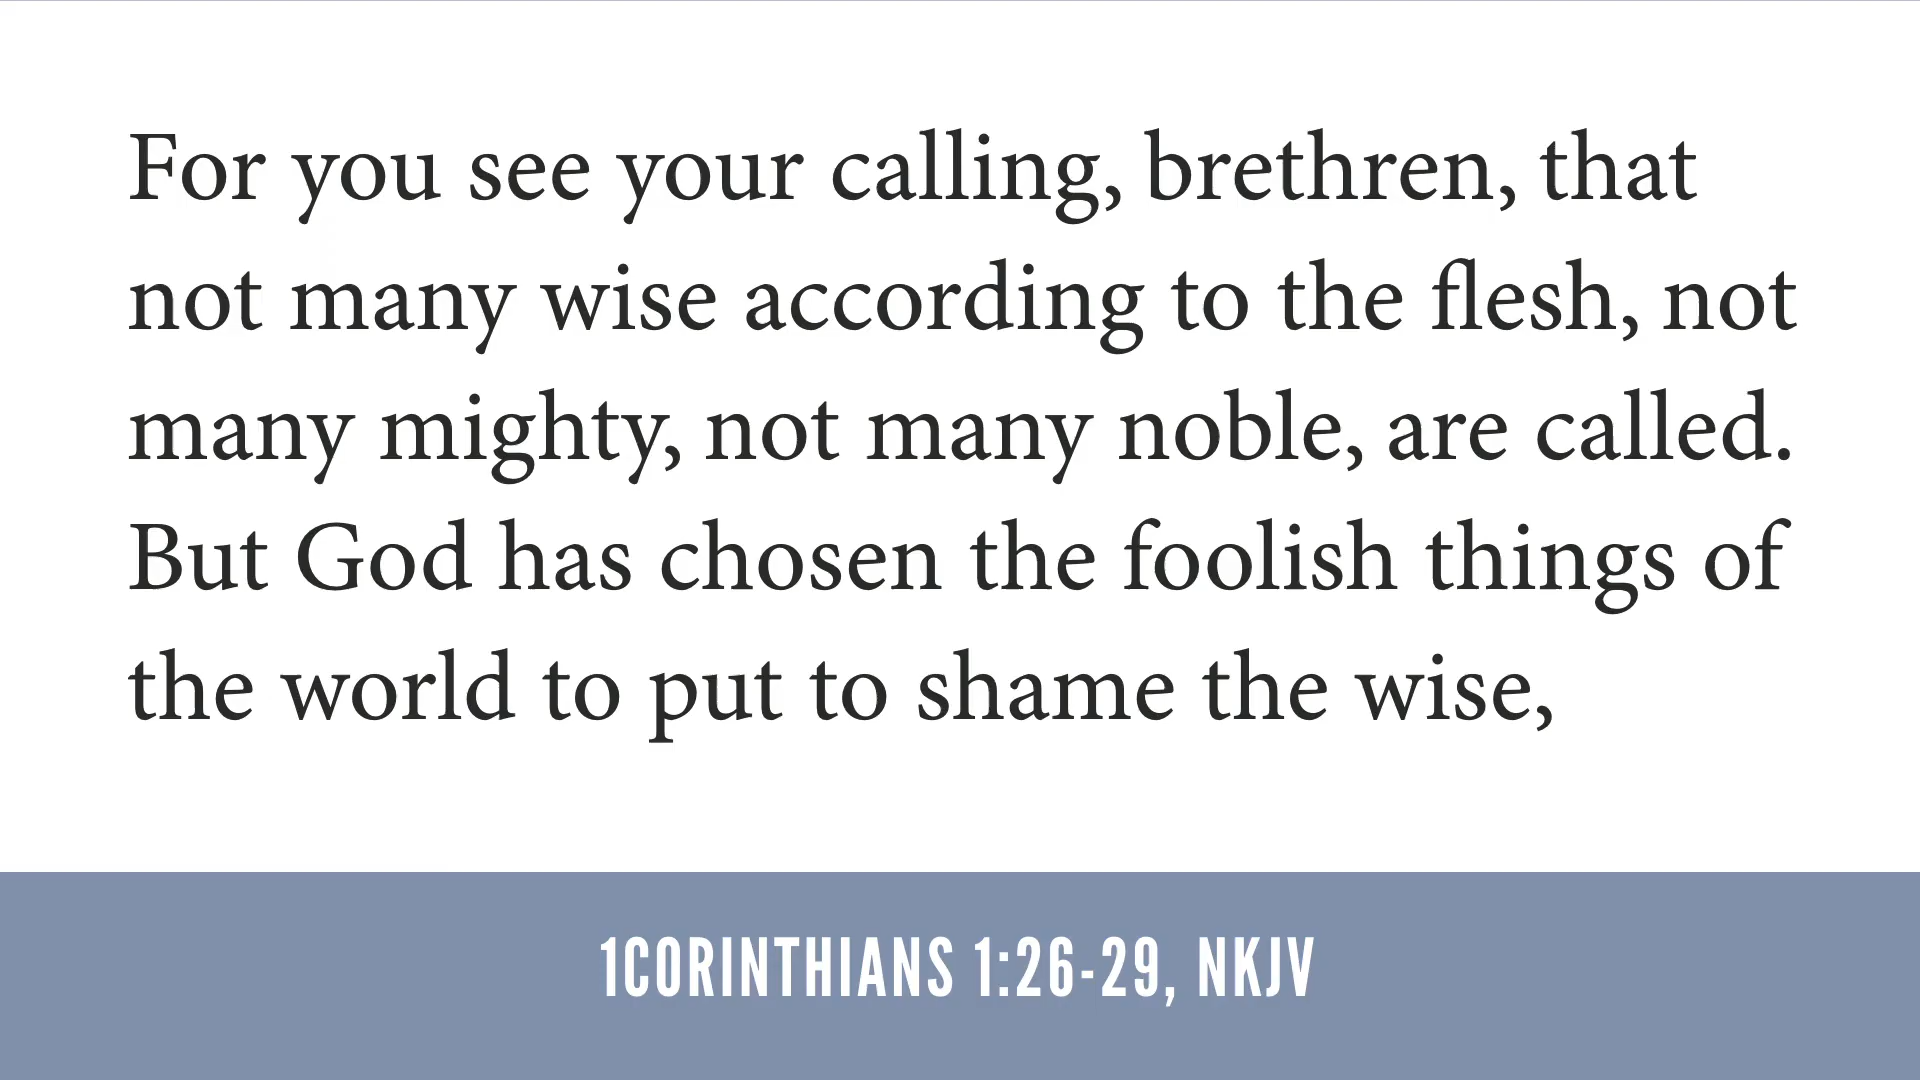 For you see your calling, brethren, that
not many wise according to the flesh, not
many mighty, not many noble, are called.
But God has chosen the foolish things of
the world to put to shame the wise,
1CORINTHIANS 1:26-29, NKJV